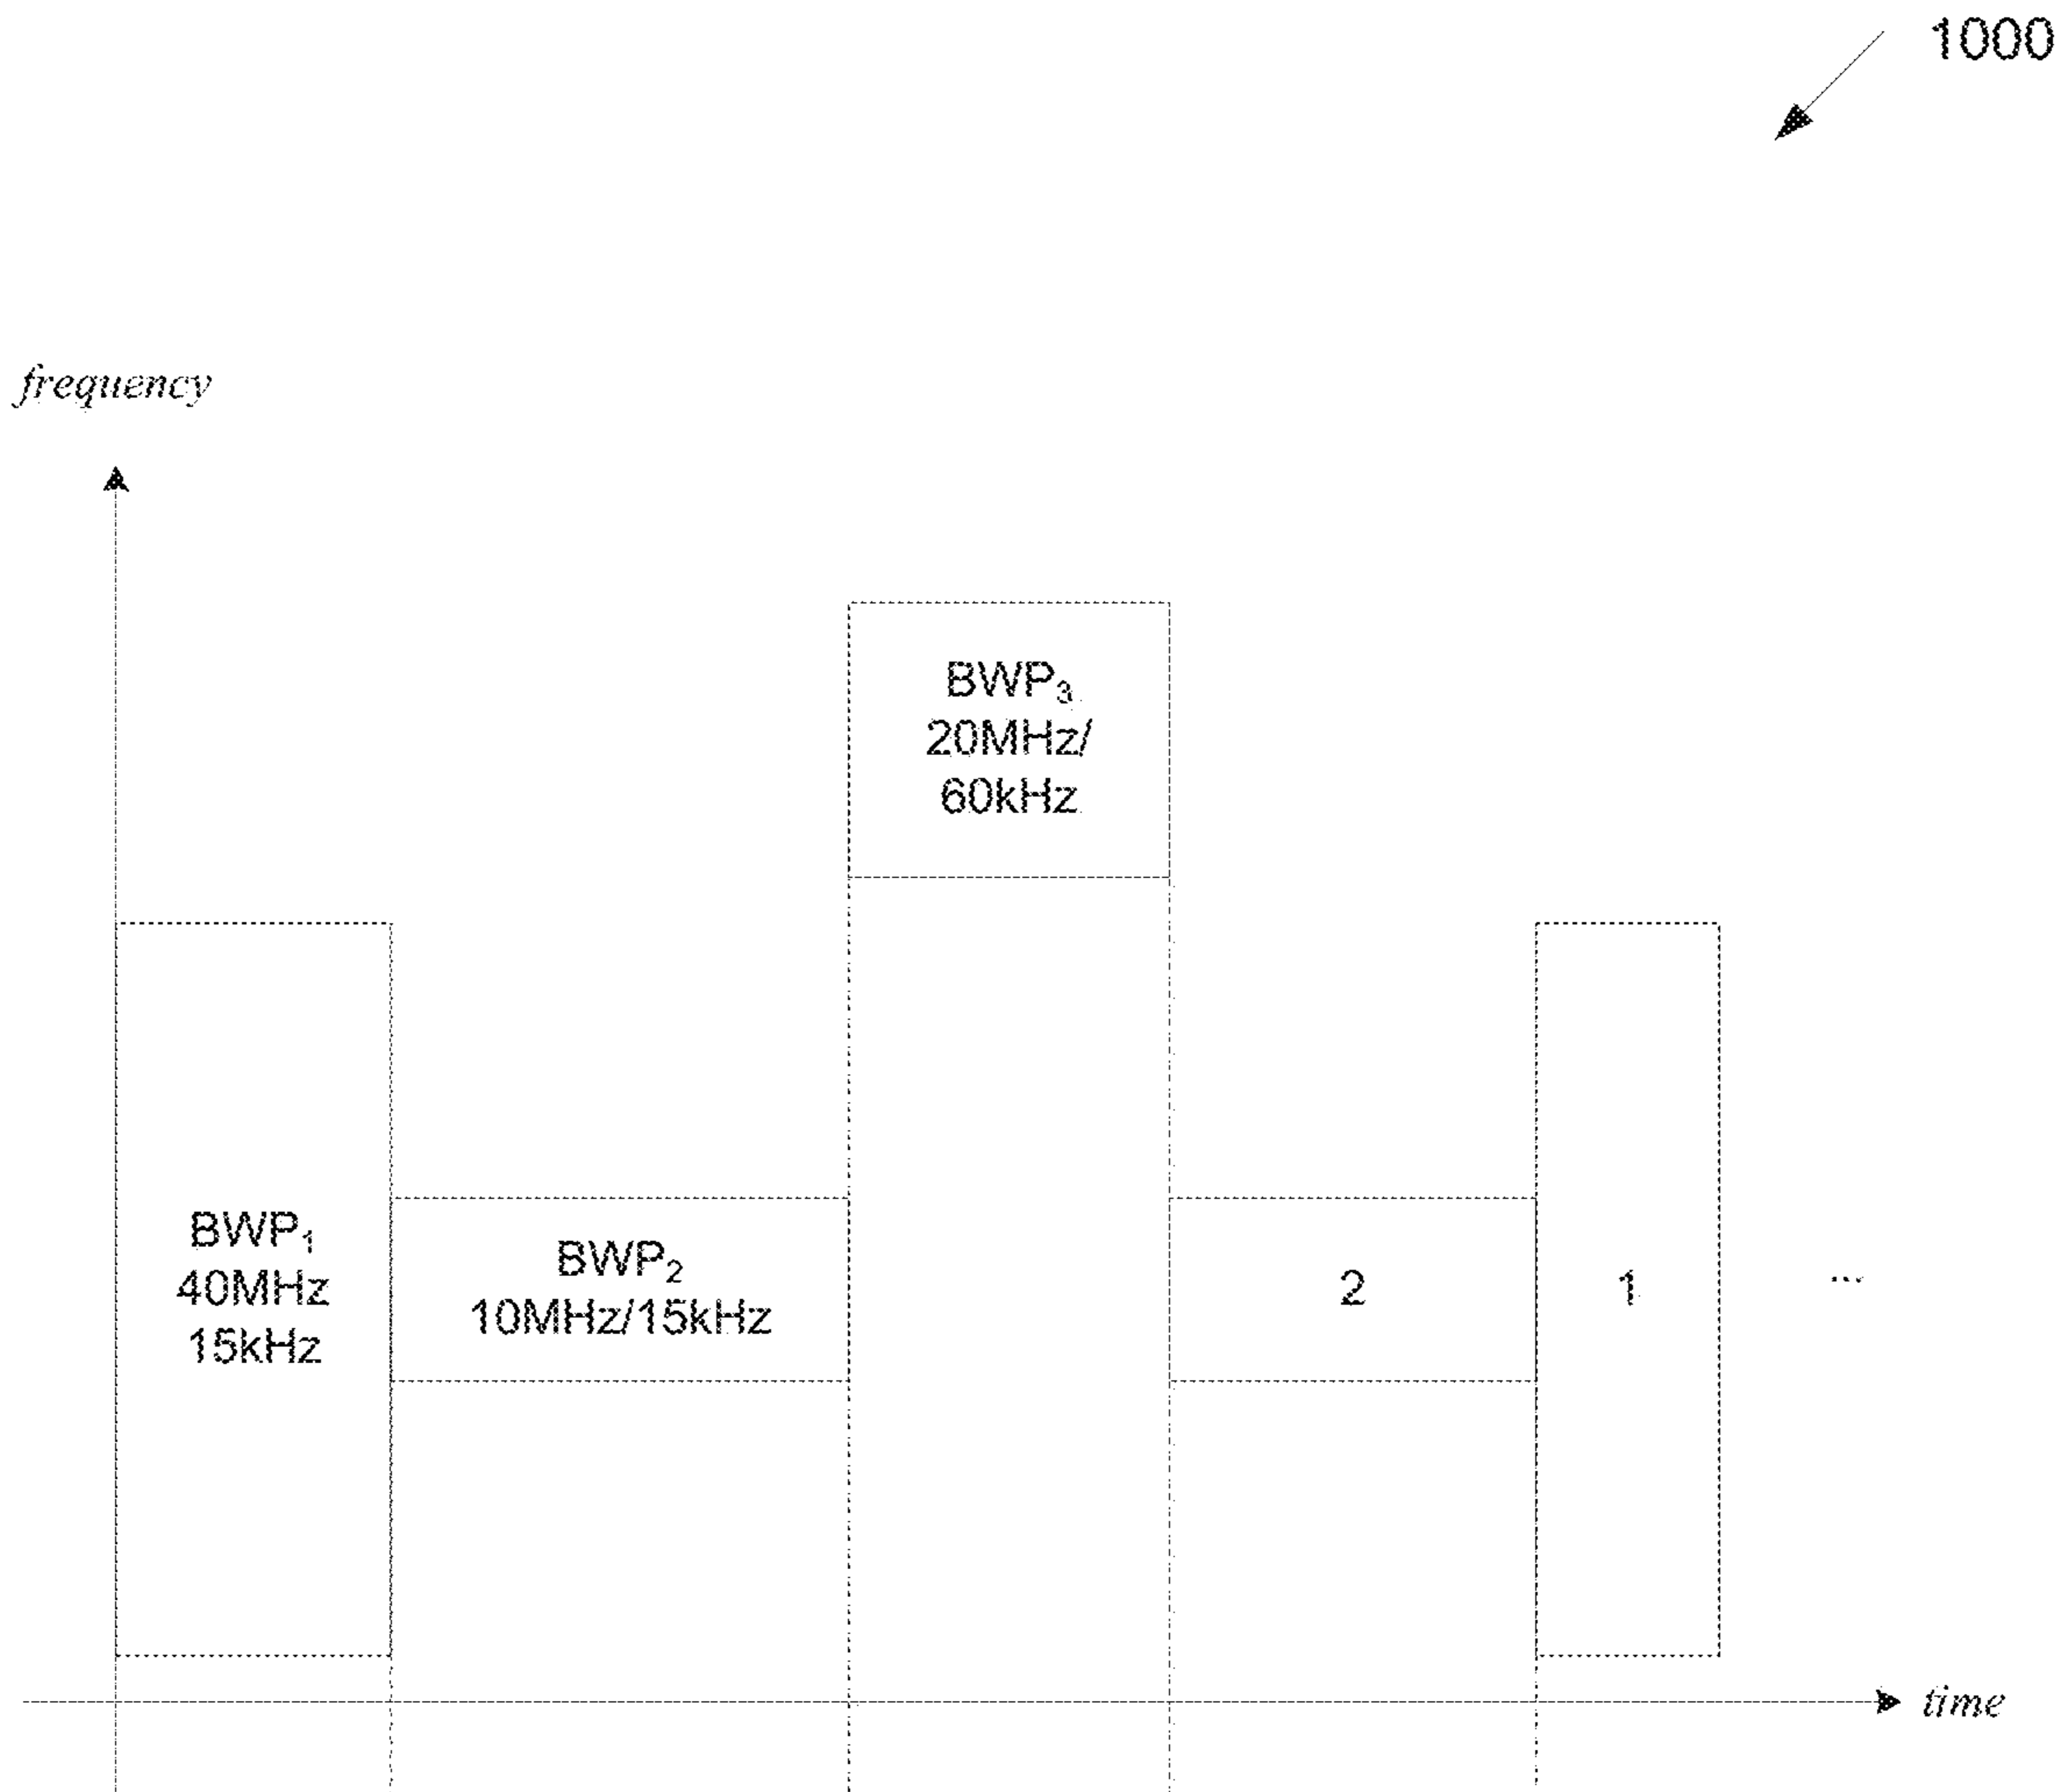 1000
frequency
BWP₃
20MHz/
60kHz
BWP₁
40MHz
15kHz
BWP₂
10MHz/15kHz
2
1
...
time